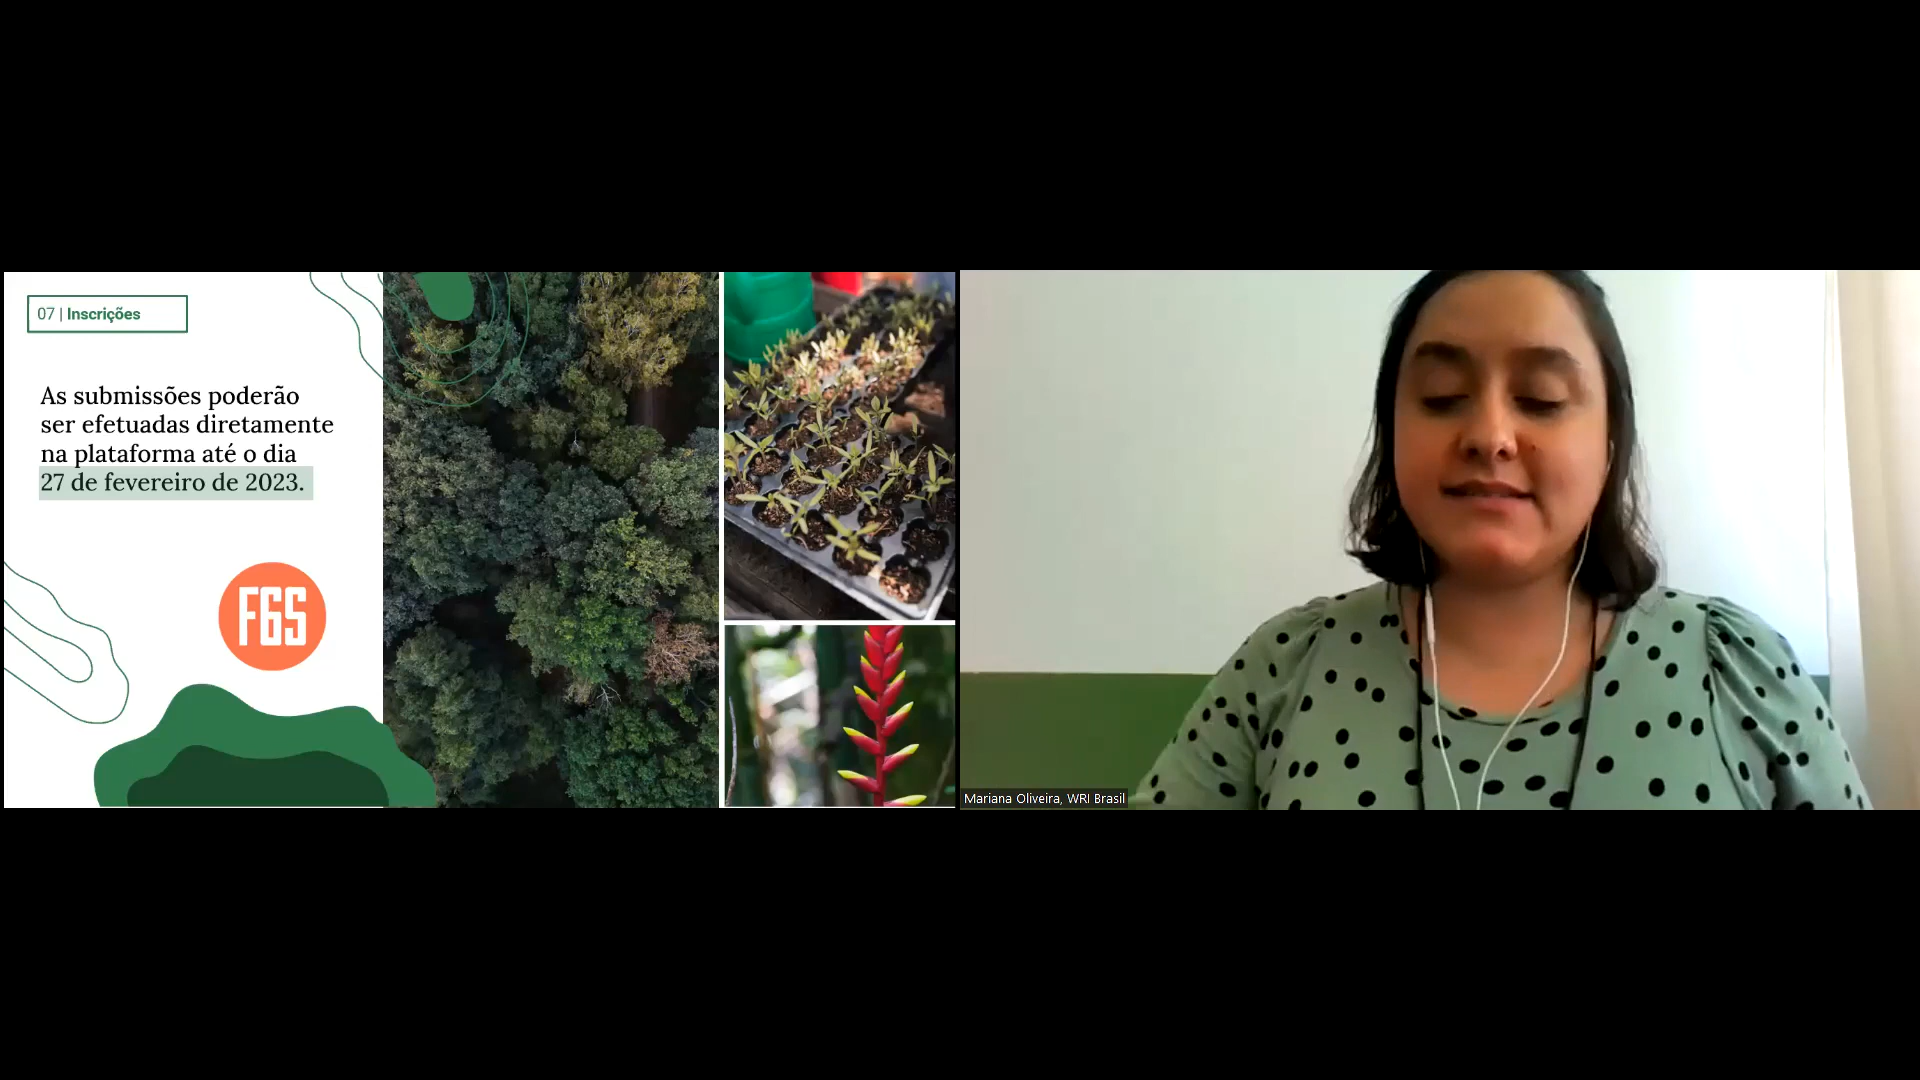 07 | Inscrições
As submissões poderão
ser efetuadas diretamente
na plataforma até o dia
27 de fevereiro de 2023.
F6S
Mariana Oliveira, WRI Brasil